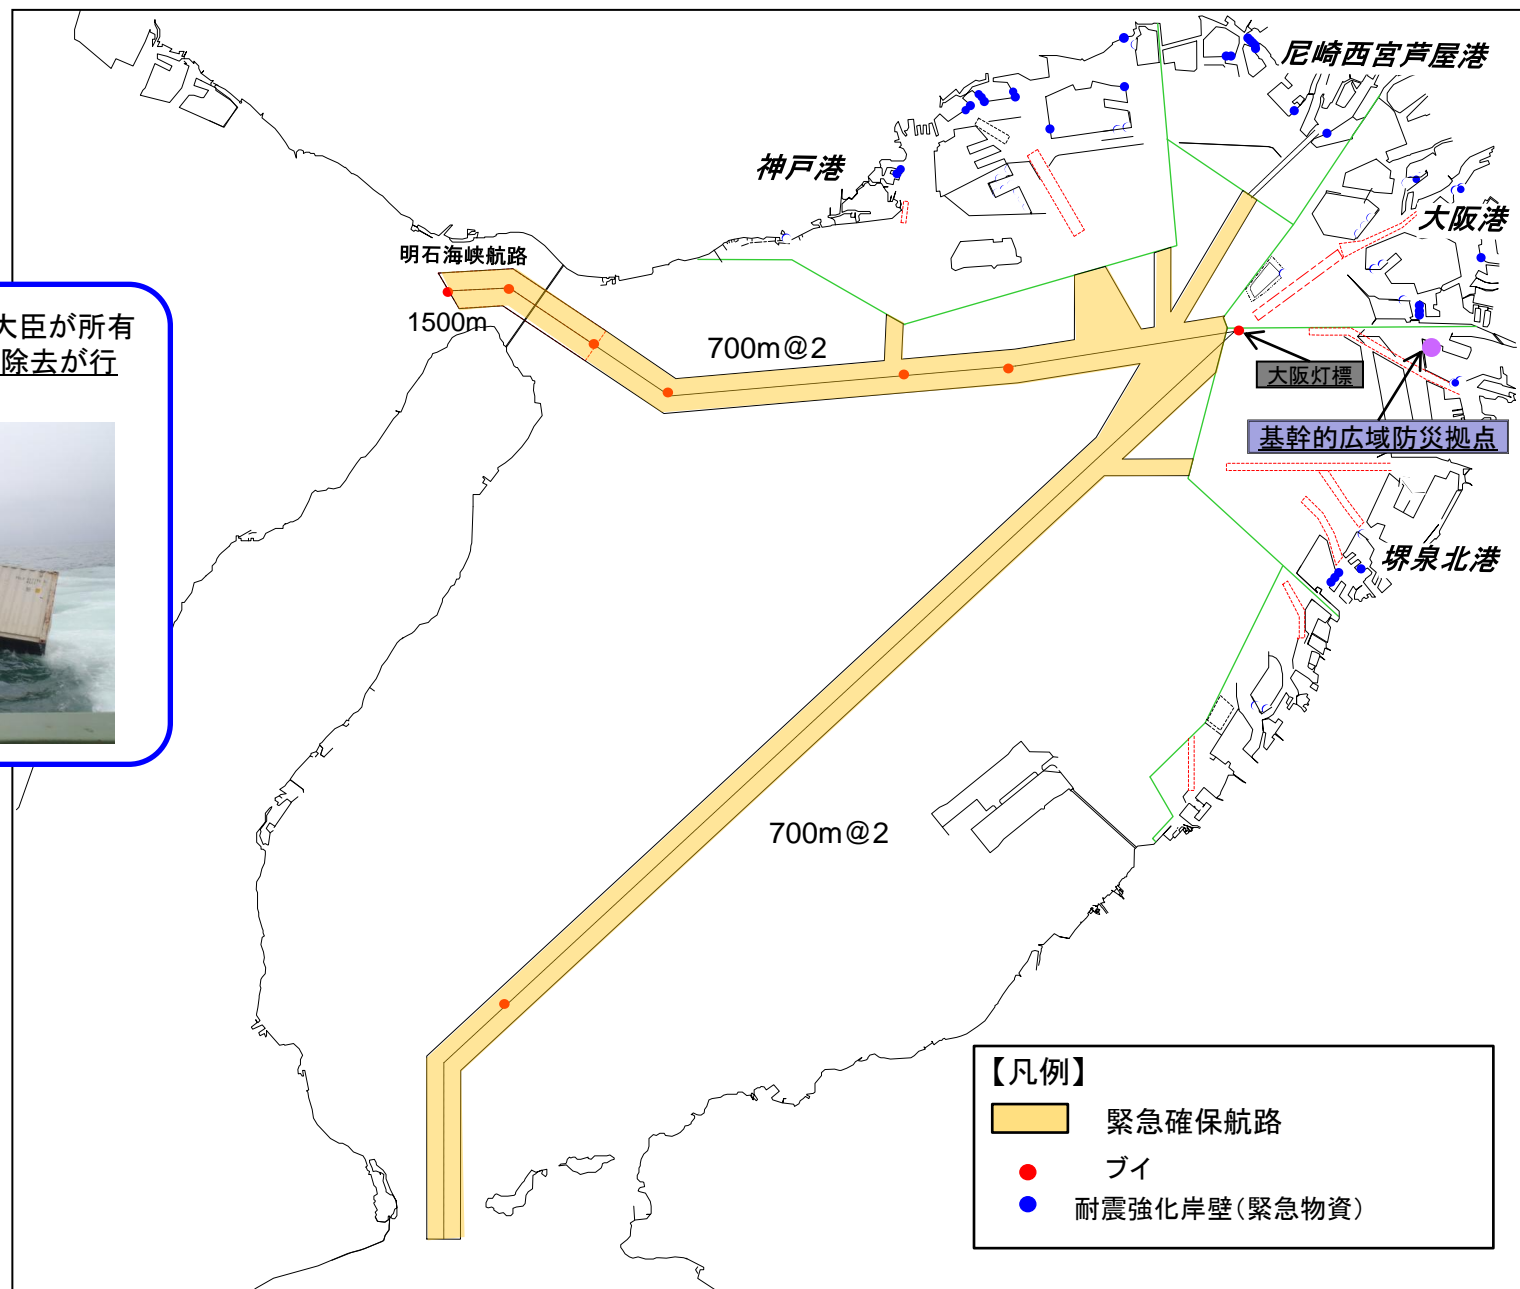 尼崎西宮芦屋港
神戸港
大阪港
明石海峡航路
1500m
700m@2
大臣が所有
除去が行
大阪灯標
基幹的広域防災拠点
堺泉北港
700m@2
【凡例】
緊急確保航路
ブイ
耐震強化岸壁(緊急物資)